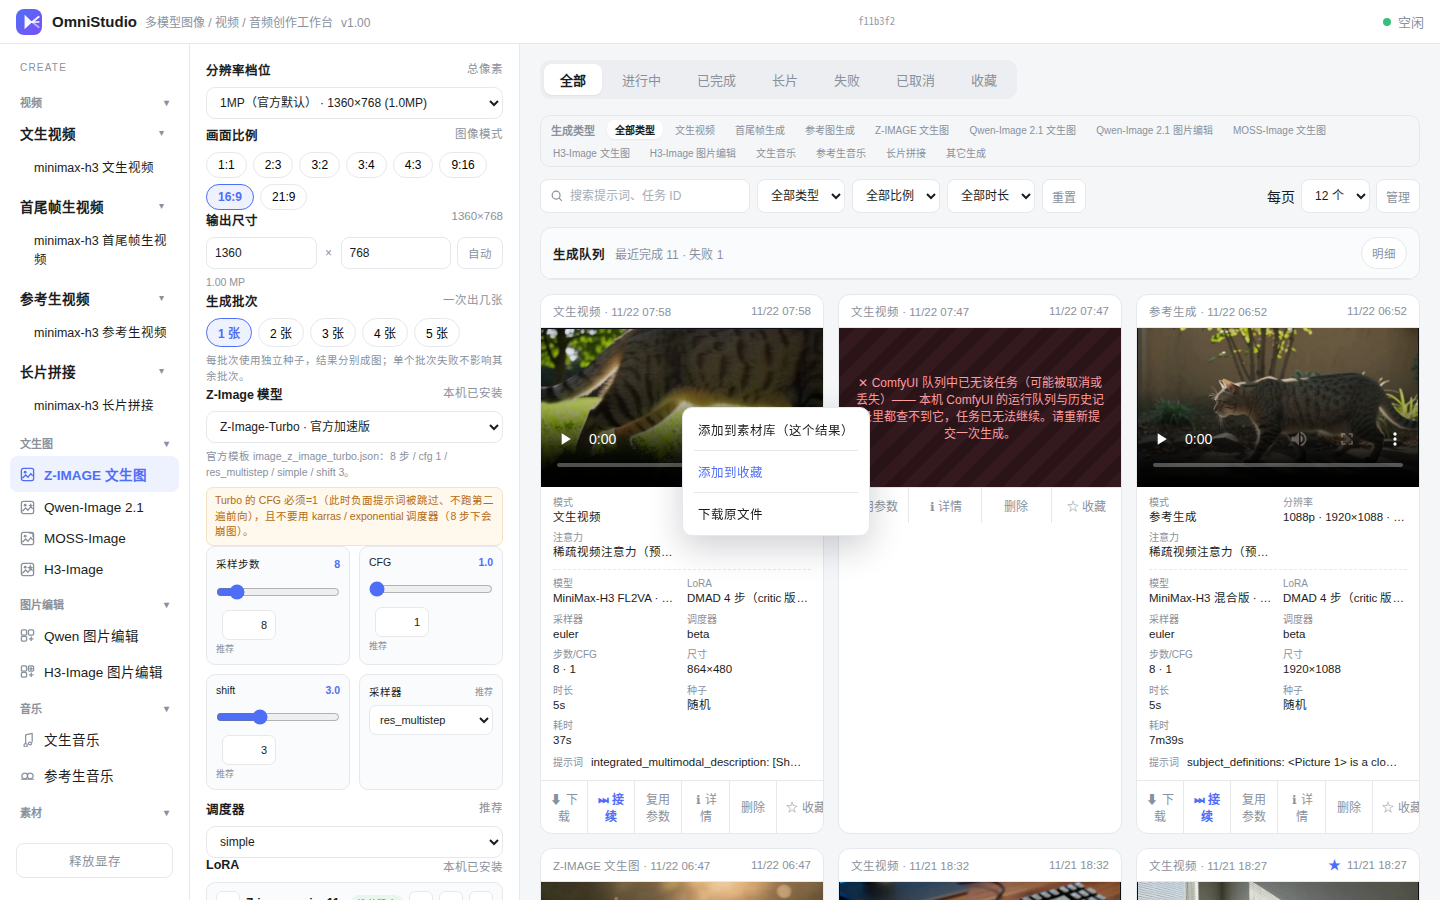 OmniStudio 多模型图像 / 视频 / 音频创作工作台 v1.00
f11b3f2
空闲
CREATE
视频
文生视频
minimax-h3 文生视频
首尾帧生视频
minimax-h3 首尾帧生视
频
参考生视频
minimax-h3 参考生视频
长片拼接
minimax-h3 长片拼接
文生图
Z-IMAGE 文生图
Qwen-Image 2.1
MOSS-Image
H3-Image
图片编辑
Qwen 图片编辑
H3-Image 图片编辑
音乐
文生音乐
参考生音乐
素材
释放显存
分辨率档位 总像素
1MP（官方默认） · 1360×768 (1.0MP)
画面比例 图像模式
1:1 2:3 3:2 3:4 4:3 9:16
16:9 21:9
输出尺寸 1360×768
1360 × 768 自动
1.00 MP
生成批次 一次出几张
1 张 2 张 3 张 4 张 5 张
每批次使用独立种子，结果分别成图；单个批次失败不影响其
余批次。
Z-Image 模型 本机已安装
Z-Image-Turbo · 官方加速版
官方模板 image_z_image_turbo.json：8 步 / cfg 1 /
res_multistep / simple / shift 3。
Turbo 的 CFG 必须=1（此时负面提示词被跳过、不跑第二
遍前向），且不要用 karras / exponential 调度器（8 步下会
崩图）。
采样步数 8
8
推荐
CFG 1.0
1
推荐
shift 3.0
3
推荐
采样器 推荐
res_multistep
调度器 推荐
simple
LoRA 本机已安装
全部 进行中 已完成 长片 失败 已取消 收藏
生成类型 全部类型 文生视频 首尾帧生成 参考图生成 Z-IMAGE 文生图 Qwen-Image 2.1 文生图 Qwen-Image 2.1 图片编辑 MOSS-Image 文生图
H3-Image 文生图 H3-Image 图片编辑 文生音乐 参考生音乐 长片拼接 其它生成
搜索提示词、任务 ID 全部类型 全部比例 全部时长 重置 每页 12 个 管理
生成队列 最近完成 11 · 失败 1 明细
文生视频 · 11/22 07:58 11/22 07:58
0:00
模式
文生视频
注意力
稀疏视频注意力（预…
模型 LoRA
MiniMax-H3 FL2VA · … DMAD 4 步（critic 版…
采样器 调度器
euler beta
步数/CFG 尺寸
8 · 1 864×480
时长 种子
5s 随机
耗时
37s
提示词 integrated_multimodal_description: [Sh…
⬇ 下载 ⏭ 接续 复用参数 ℹ 详情 删除 ☆ 收藏
添加到素材库（这个结果）
添加到收藏
下载原文件
文生视频 · 11/22 07:47 11/22 07:47
✕ ComfyUI 队列中已无该任务（可能被取消或
丢失）—— 本机 ComfyUI 的运行队列与历史记
里都查不到它，任务已无法继续。请重新提
交一次生成。
参数 ℹ 详情 删除 ☆ 收藏
参考生成 · 11/22 06:52 11/22 06:52
0:00
模式 分辨率
参考生成 1088p · 1920×1088 · …
注意力
稀疏视频注意力（预…
模型 LoRA
MiniMax-H3 混合版 · … DMAD 4 步（critic 版…
采样器 调度器
euler beta
步数/CFG 尺寸
8 · 1 1920×1088
时长 种子
5s 随机
耗时
7m39s
提示词 subject_definitions: <Picture 1> is a clo…
⬇ 下载 ⏭ 接续 复用参数 ℹ 详情 删除 ☆ 收藏
Z-IMAGE 文生图 · 11/22 06:47 11/22 06:47
文生视频 · 11/21 18:32 11/21 18:32
文生视频 · 11/21 18:27 ★ 11/21 18:27